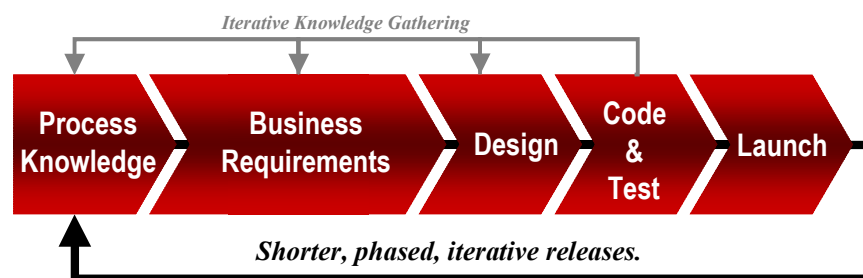 Iterative Knowledge Gathering
Process
Knowledge
Business
Requirements
Design
Code
&
Test
Launch
Shorter, phased, iterative releases.